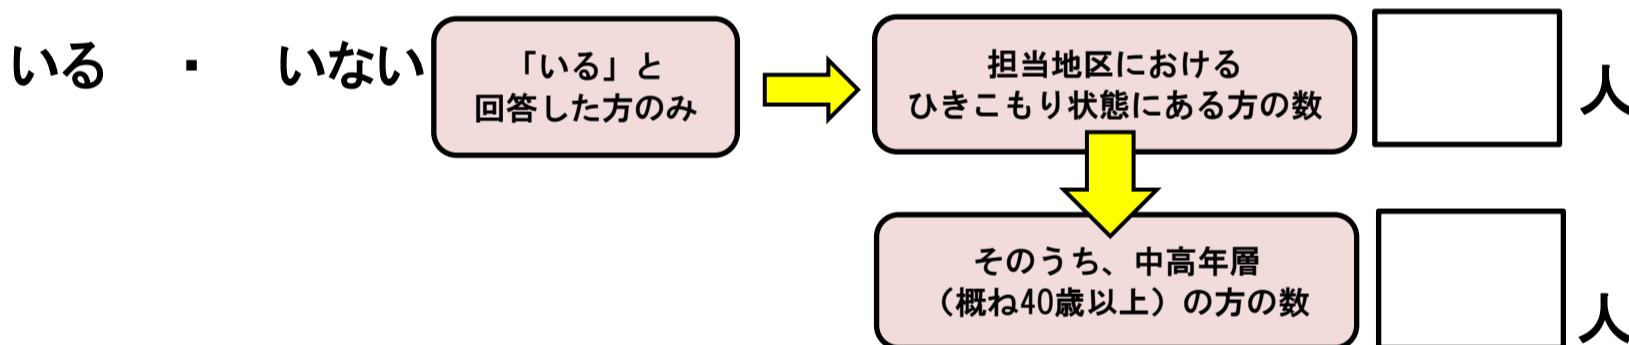 いる ・ いない
「いる」と
回答した方のみ
担当地区における
ひきこもり状態にある方の数
人
そのうち、中高年層
（概ね40歳以上）の方の数
人